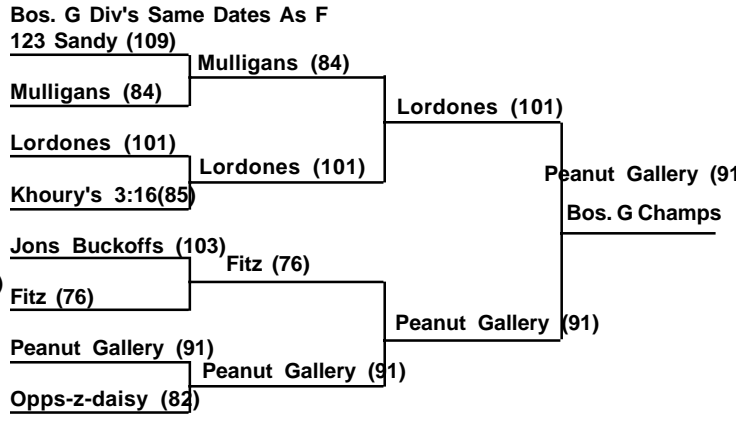 Bos. G Div's Same Dates As F
123 Sandy (109)
Mulligans (84)
Mulligans (84)
Lordones (101)
Lordones (101)
Lordones (101)
Khoury's 3:16(85)
Peanut Gallery (91
Bos. G Champs
Jons Buckoffs (103)
Fitz (76)
)
Fitz (76)
Peanut Gallery (91)
Peanut Gallery (91)
Peanut Gallery (91)
Opps-z-daisy (82)